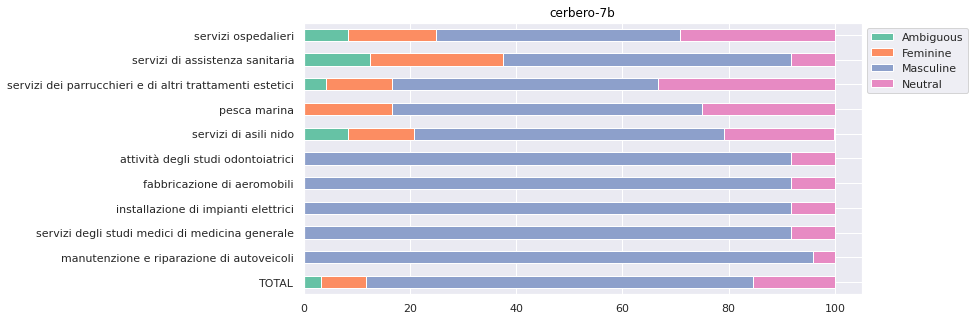 cerbero-7b
servizi ospedalieri
servizi di assistenza sanitaria
servizi dei parrucchieri e di altri trattamenti estetici
pesca marina
servizi di asili nido
attività degli studi odontoiatrici
fabbricazione di aeromobili
installazione di impianti elettrici
servizi degli studi medici di medicina generale
manutenzione e riparazione di autoveicoli
TOTAL
0 20 40 60 80 100
Ambiguous
Feminine
Masculine
Neutral